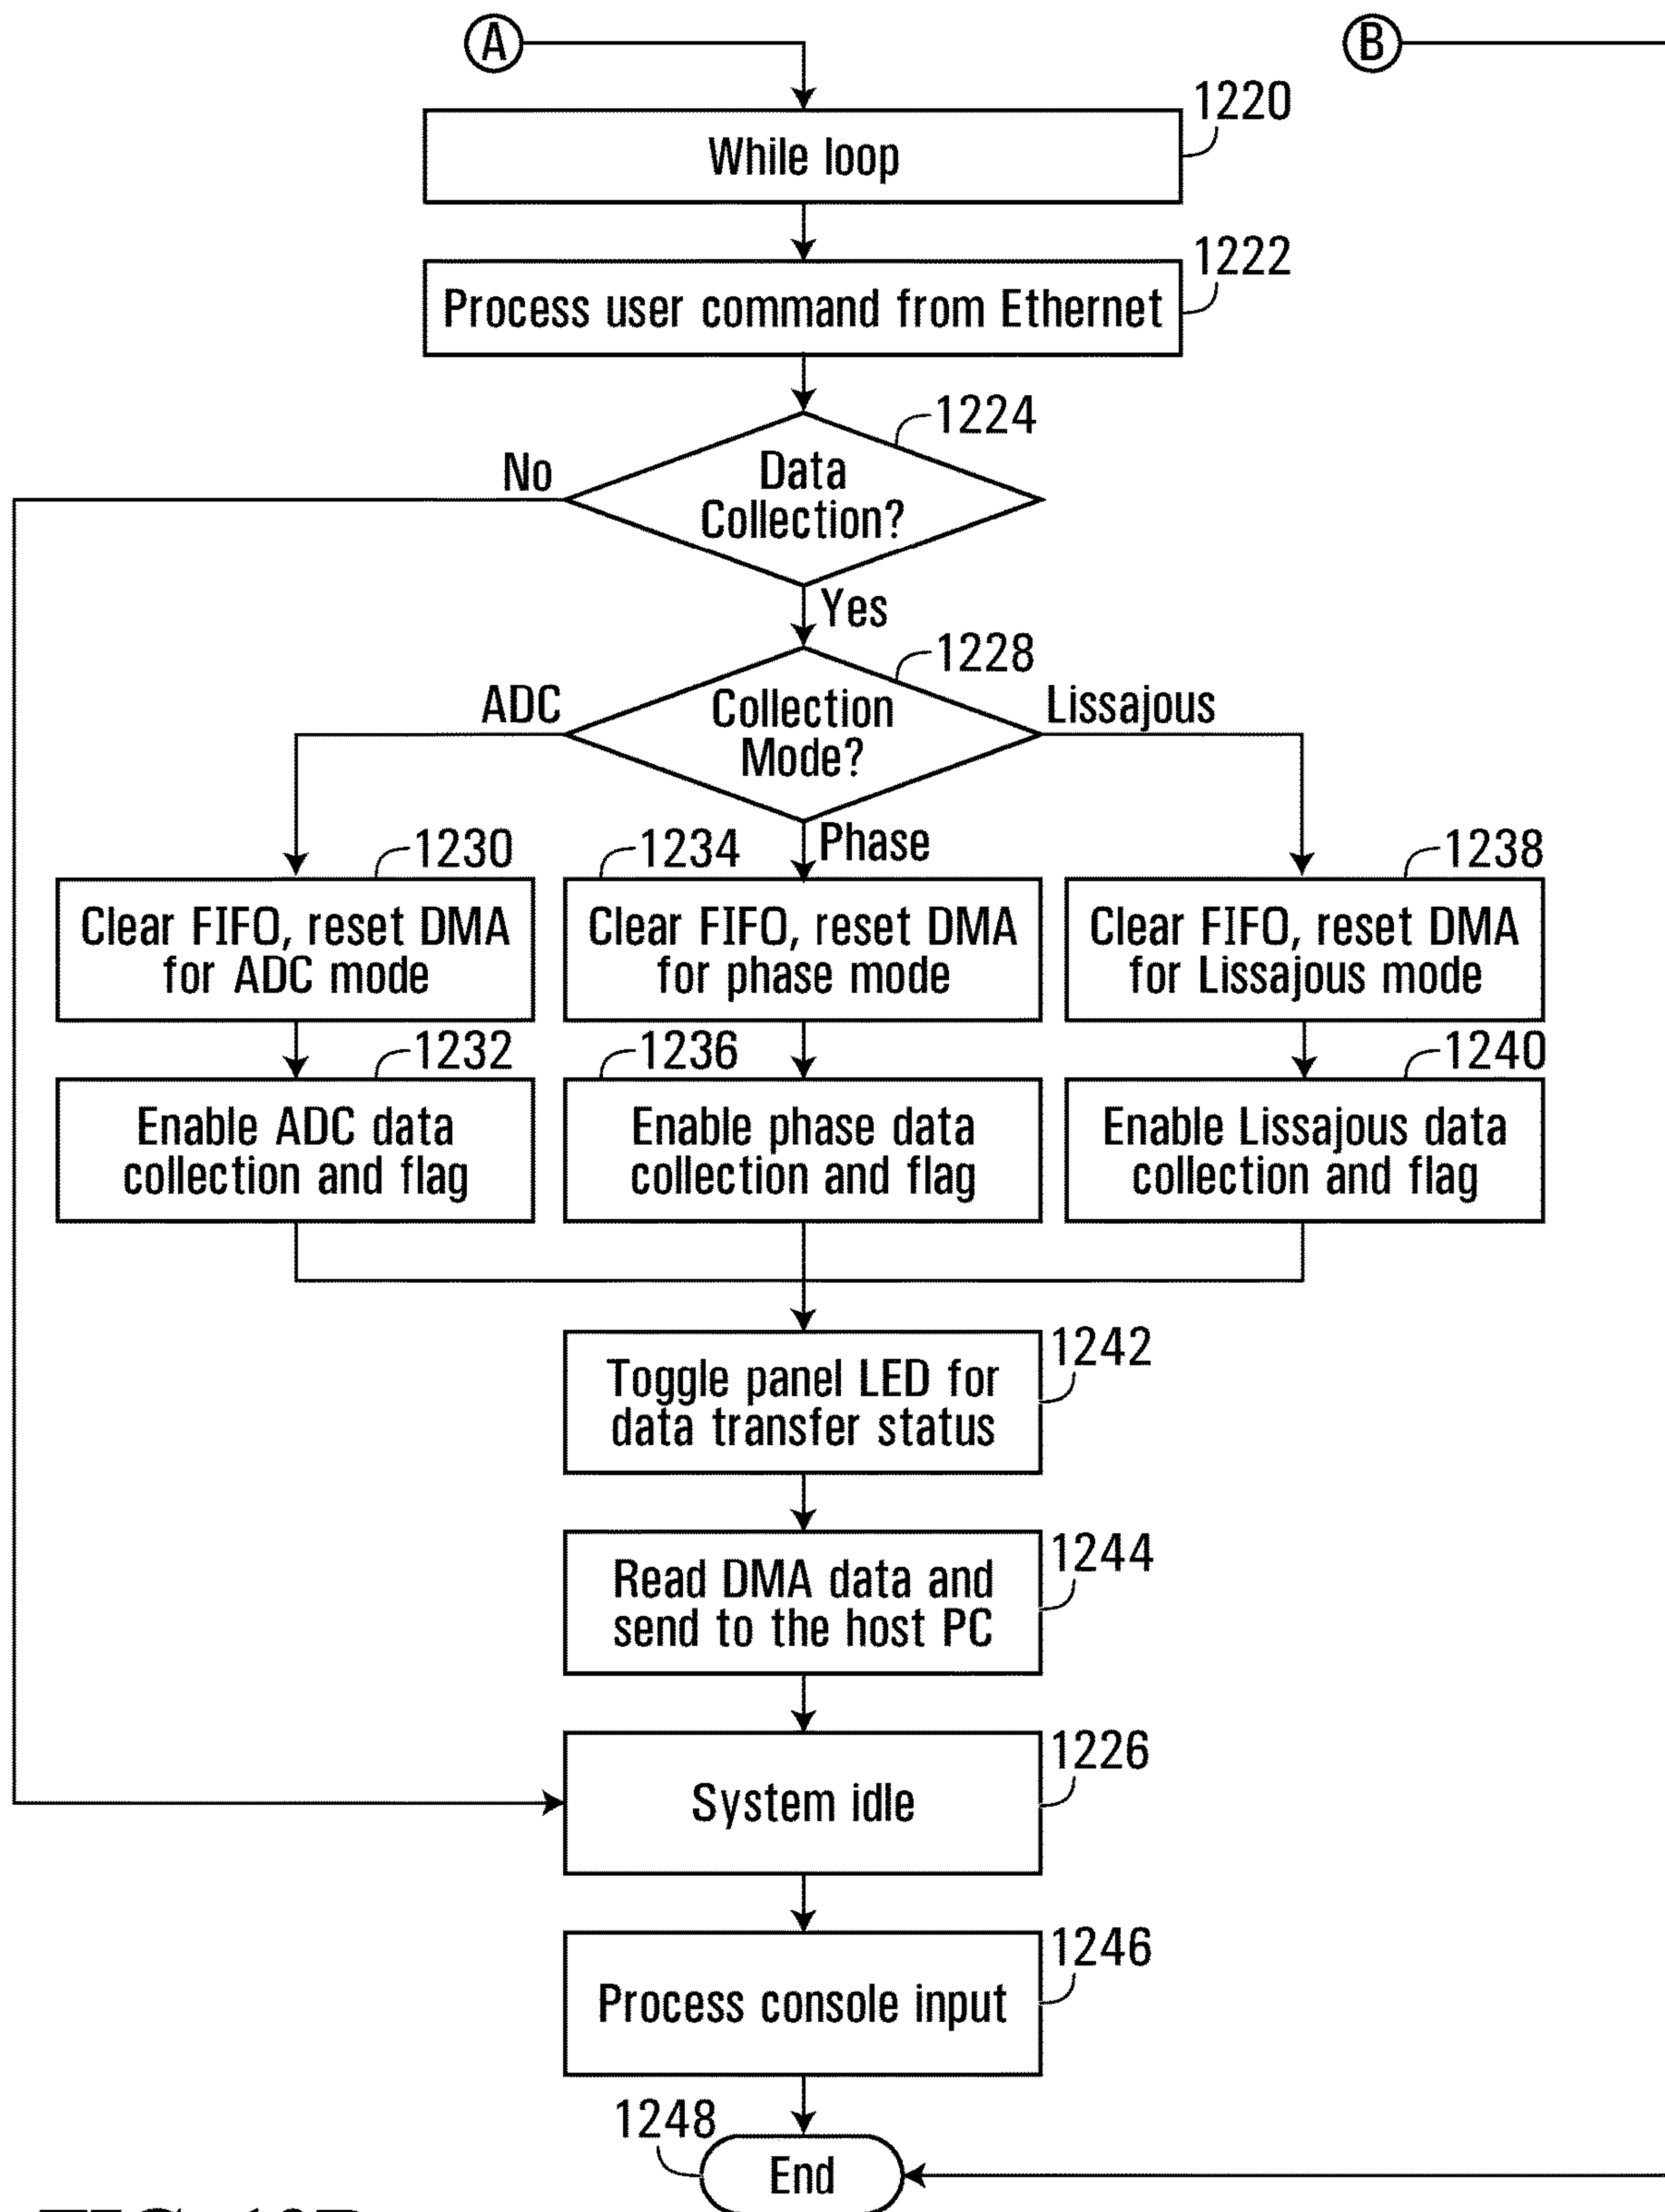 A
B
1220
While loop
1222
Process user command from Ethernet
1224
No
Data
Collection?
Yes
1228
ADC
Collection
Mode?
Lissajous
Phase
1230
1234
1238
Clear FIFO, reset DMA
for ADC mode
Clear FIFO, reset DMA
for phase mode
Clear FIFO, reset DMA
for Lissajous mode
1232
1236
1240
Enable ADC data
collection and flag
Enable phase data
collection and flag
Enable Lissajous data
collection and flag
1242
Toggle panel LED for
data transfer status
1244
Read DMA data and
send to the host PC
1226
System idle
1246
Process console input
1248
End